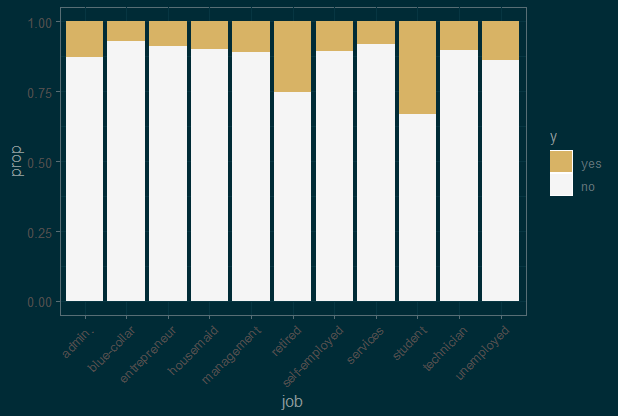 1.00
0.75
0.50
0.25
0.00
prop
admin.
blue-collar
entrepreneur
housemaid
management
retired
self-employed
services
student
technician
unemployed
job
y
yes
no